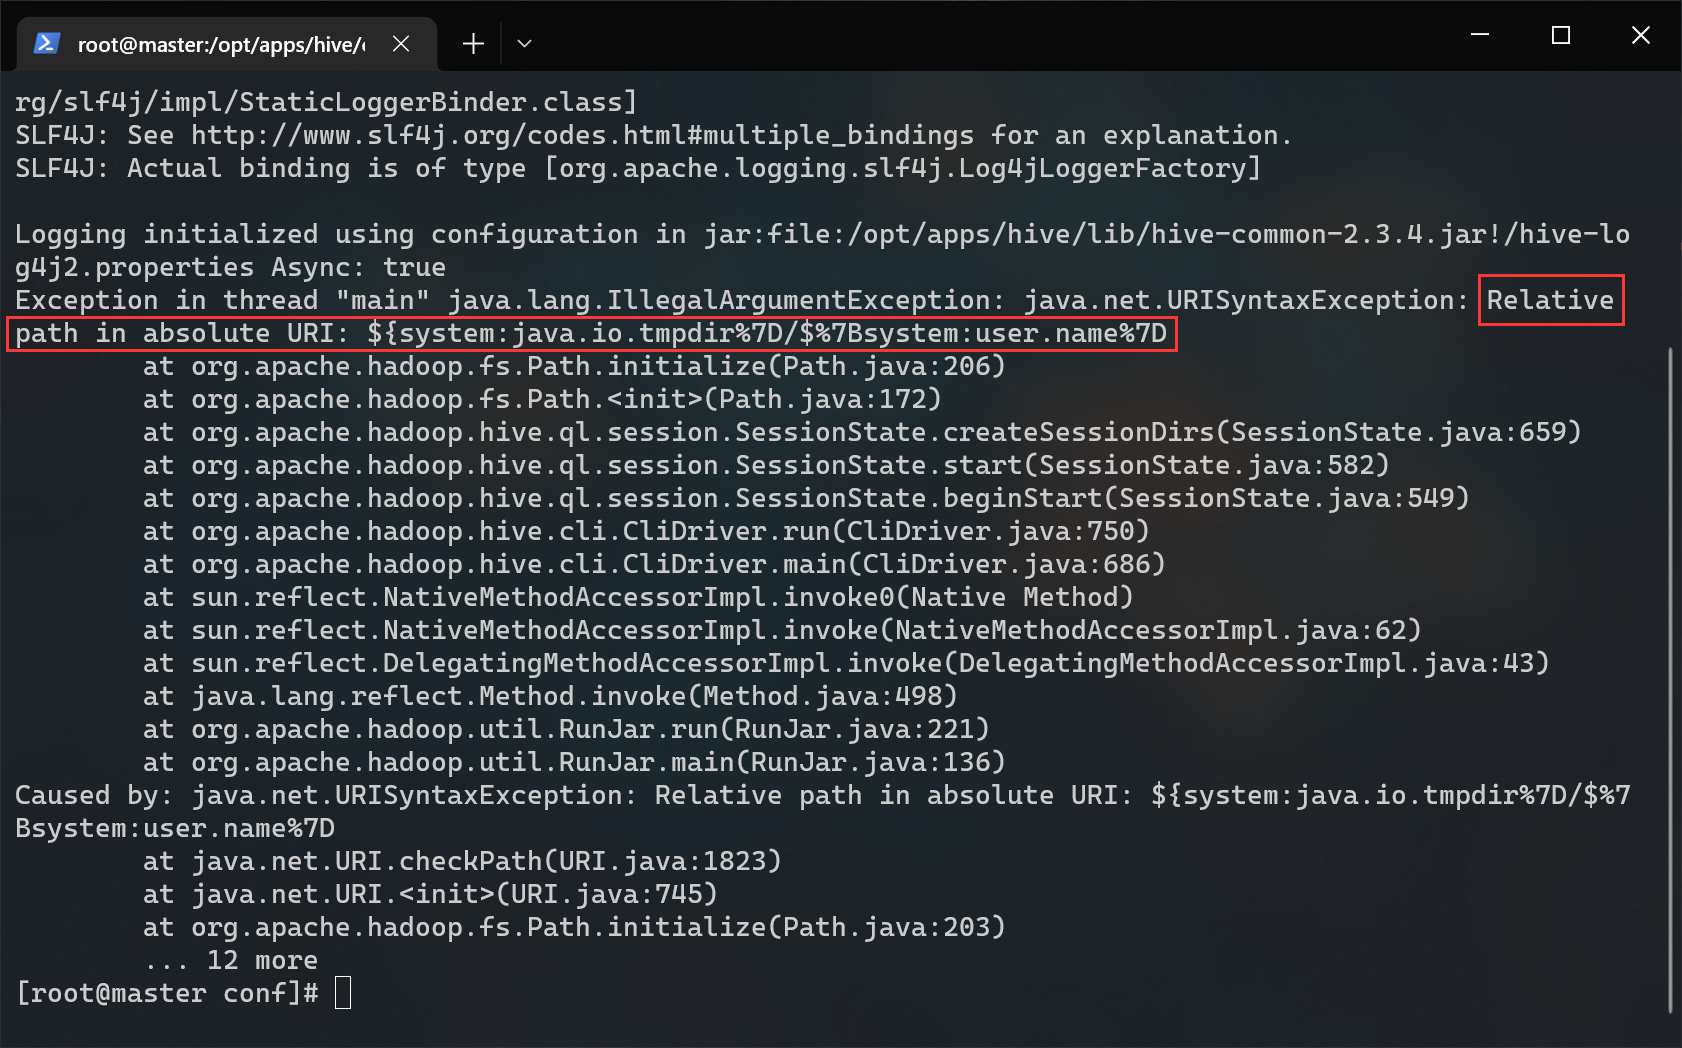 root@master:/opt/apps/hive/c
rg/slf4j/impl/StaticLoggerBinder.class]
SLF4J: See http://www.slf4j.org/codes.html#multiple_bindings for an explanation.
SLF4J: Actual binding is of type [org.apache.logging.slf4j.Log4jLoggerFactory]
Logging initialized using configuration in jar:file:/opt/apps/hive/lib/hive-common-2.3.4.jar!/hive-lo
g4j2.properties Async: true
Exception in thread "main" java.lang.IllegalArgumentException: java.net.URISyntaxException: Relative
path in absolute URI: ${system:java.io.tmpdir%7D/$%7Bsystem:user.name%7D
at org.apache.hadoop.fs.Path.initialize(Path.java:206)
at org.apache.hadoop.fs.Path.<init>(Path.java:172)
at org.apache.hadoop.hive.ql.session.SessionState.createSessionDirs(SessionState.java:659)
at org.apache.hadoop.hive.ql.session.SessionState.start(SessionState.java:582)
at org.apache.hadoop.hive.ql.session.SessionState.beginStart(SessionState.java:549)
at org.apache.hadoop.hive.cli.CliDriver.run(CliDriver.java:750)
at org.apache.hadoop.hive.cli.CliDriver.main(CliDriver.java:686)
at sun.reflect.NativeMethodAccessorImpl.invoke0(Native Method)
at sun.reflect.NativeMethodAccessorImpl.invoke(NativeMethodAccessorImpl.java:62)
at sun.reflect.DelegatingMethodAccessorImpl.invoke(DelegatingMethodAccessorImpl.java:43)
at java.lang.reflect.Method.invoke(Method.java:498)
at org.apache.hadoop.util.RunJar.run(RunJar.java:221)
at org.apache.hadoop.util.RunJar.main(RunJar.java:136)
Caused by: java.net.URISyntaxException: Relative path in absolute URI: ${system:java.io.tmpdir%7D/$%7
Bsystem:user.name%7D
at java.net.URI.checkPath(URI.java:1823)
at java.net.URI.<init>(URI.java:745)
at org.apache.hadoop.fs.Path.initialize(Path.java:203)
... 12 more
[root@master conf]#